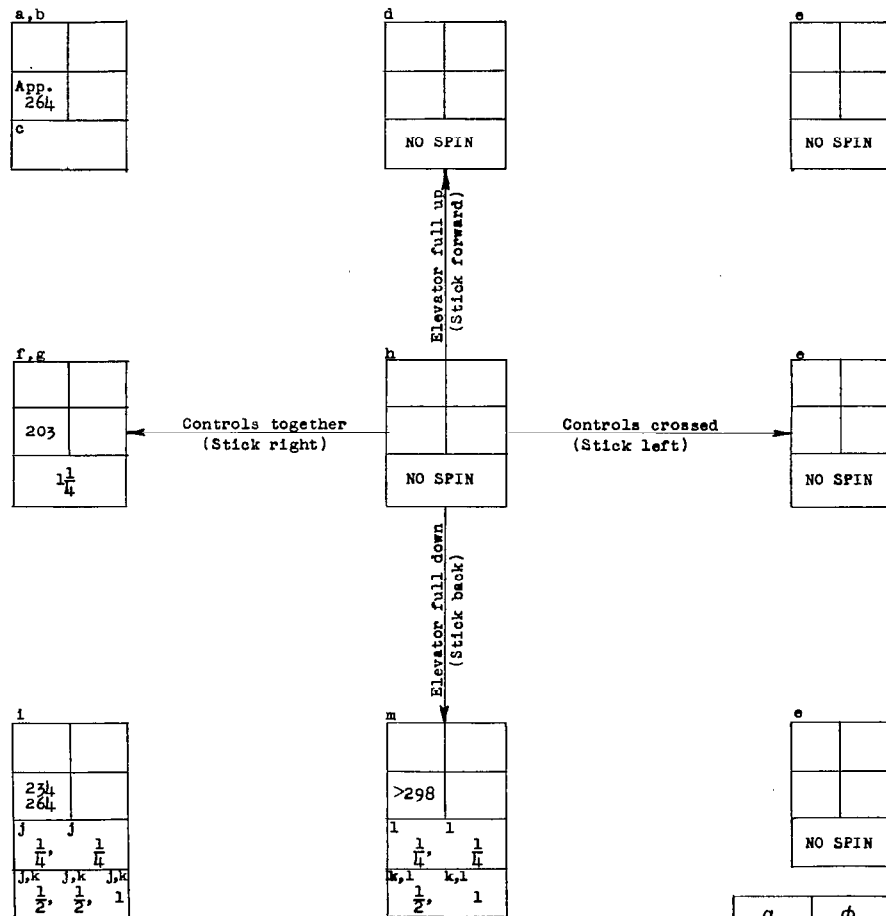 a,b
App.
264
c
d
NO SPIN
e
NO SPIN
Elevator full up
(Stick forward)
f,g
203
1 1/4
Controls together
(Stick right)
h
NO SPIN
Controls crossed
(Stick left)
e
NO SPIN
Elevator full down
(Stick back)
i
234
264
j j
1/4, 1/4
j,k j,k j,k
1/2, 1/2, 1
m
>298
l l
1/4, 1/4
k,l k,l
1/2, 1
e
NO SPIN
α φ